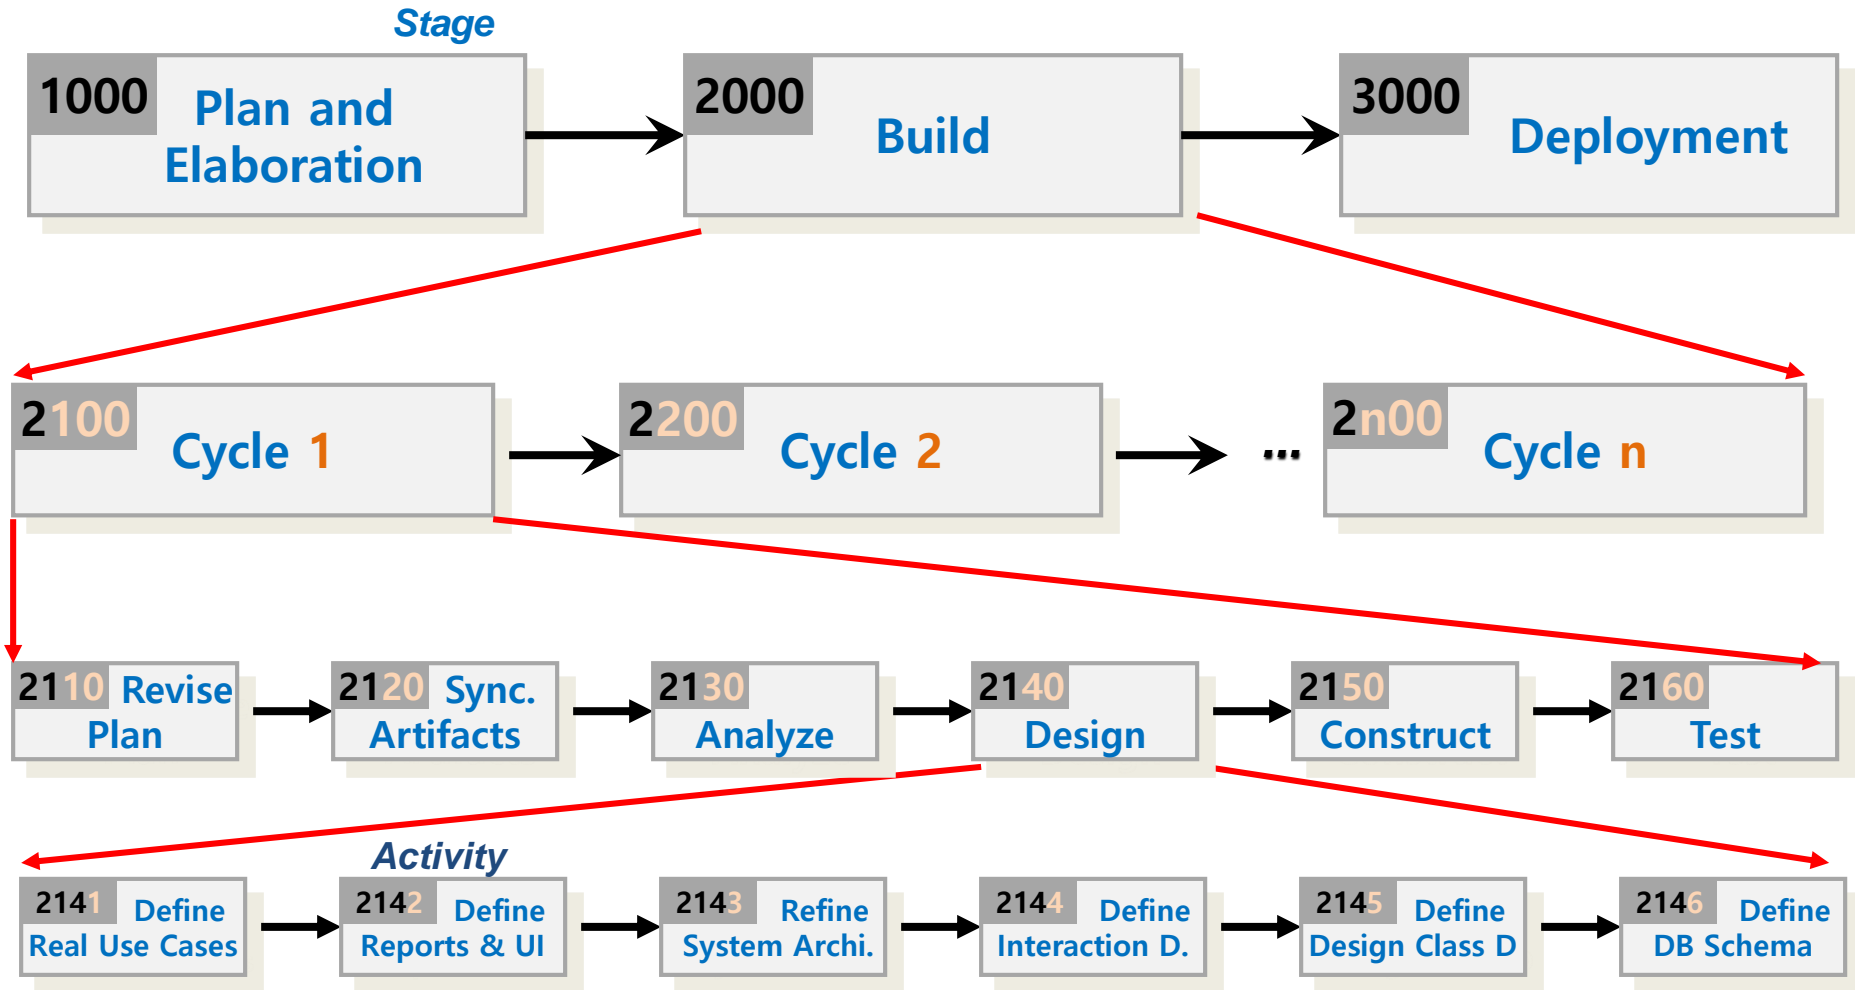 Stage
1000 Plan and
Elaboration
2000
Build
3000
Deployment
2100
Cycle 1
2200
Cycle 2
...
2n00
Cycle n
2110 Revise
Plan
2120 Sync.
Artifacts
2130
Analyze
2140
Design
2150
Construct
2160
Test
Activity
2141 Define
Real Use Cases
2142 Define
Reports & UI
2143 Refine
System Archi.
2144 Define
Interaction D.
2145 Define
Design Class D
2146 Define
DB Schema